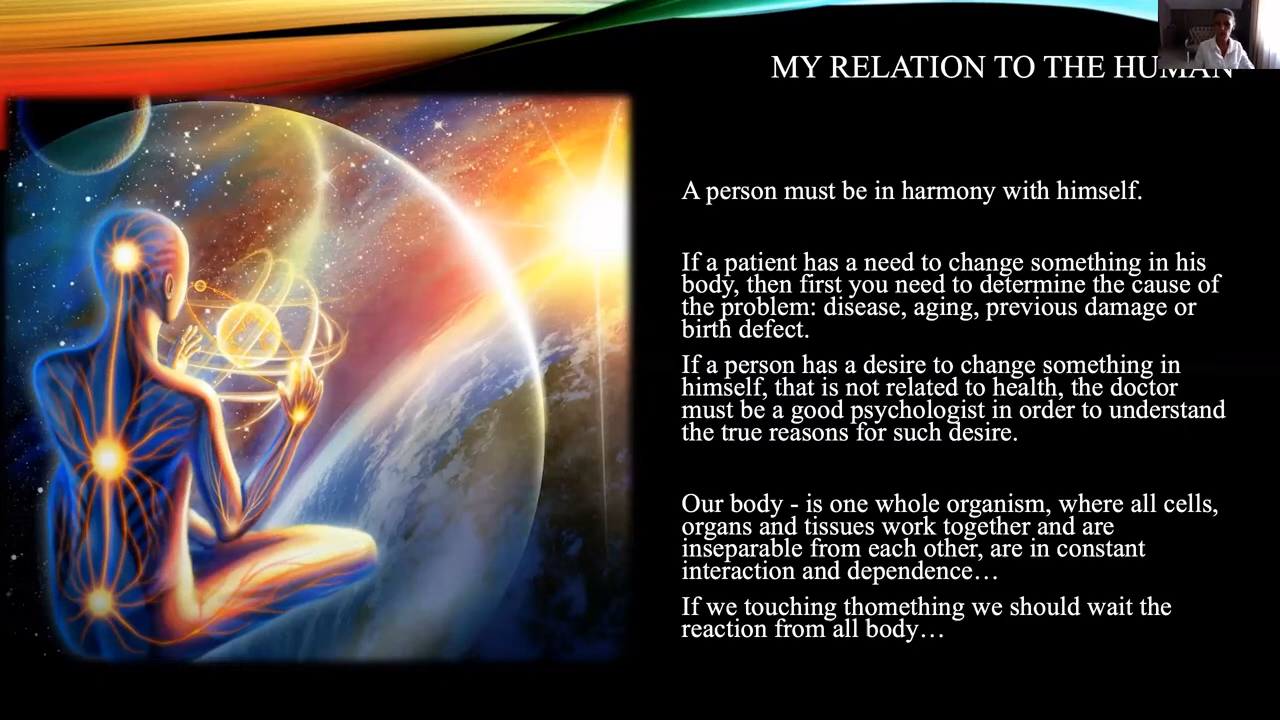 MY RELATION TO THE HUMAN
A person must be in harmony with himself.
If a patient has a need to change something in his
body, then first you need to determine the cause of
the problem: disease, aging, previous damage or
birth defect.
If a person has a desire to change something in
himself, that is not related to health, the doctor
must be a good psychologist in order to understand
the true reasons for such desire.
Our body - is one whole organism, where all cells,
organs and tissues work together and are
inseparable from each other, are in constant
interaction and dependence…
If we touching thomething we should wait the
reaction from all body…